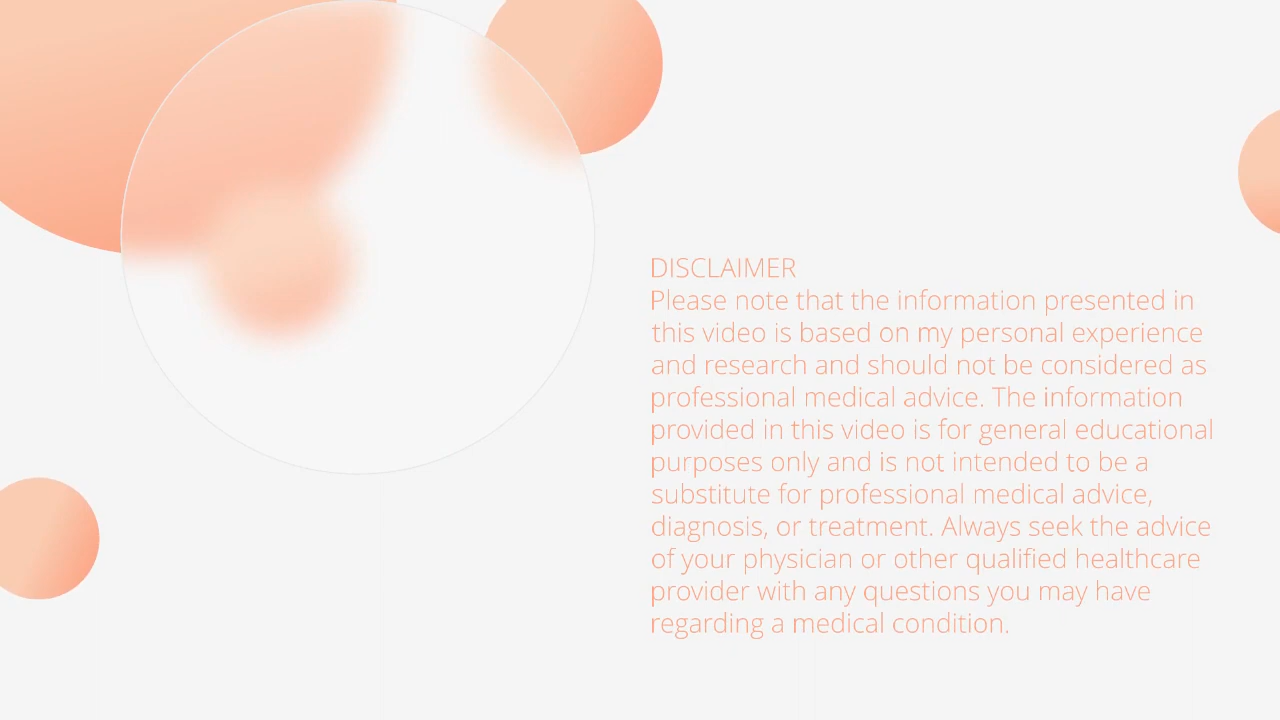 DISCLAIMER
Please note that the information presented in
this video is based on my personal experience
and research and should not be considered as
professional medical advice. The information
provided in this video is for general educational
purposes only and is not intended to be a
substitute for professional medical advice,
diagnosis, or treatment. Always seek the advice
of your physician or other qualified healthcare
provider with any questions you may have
regarding a medical condition.